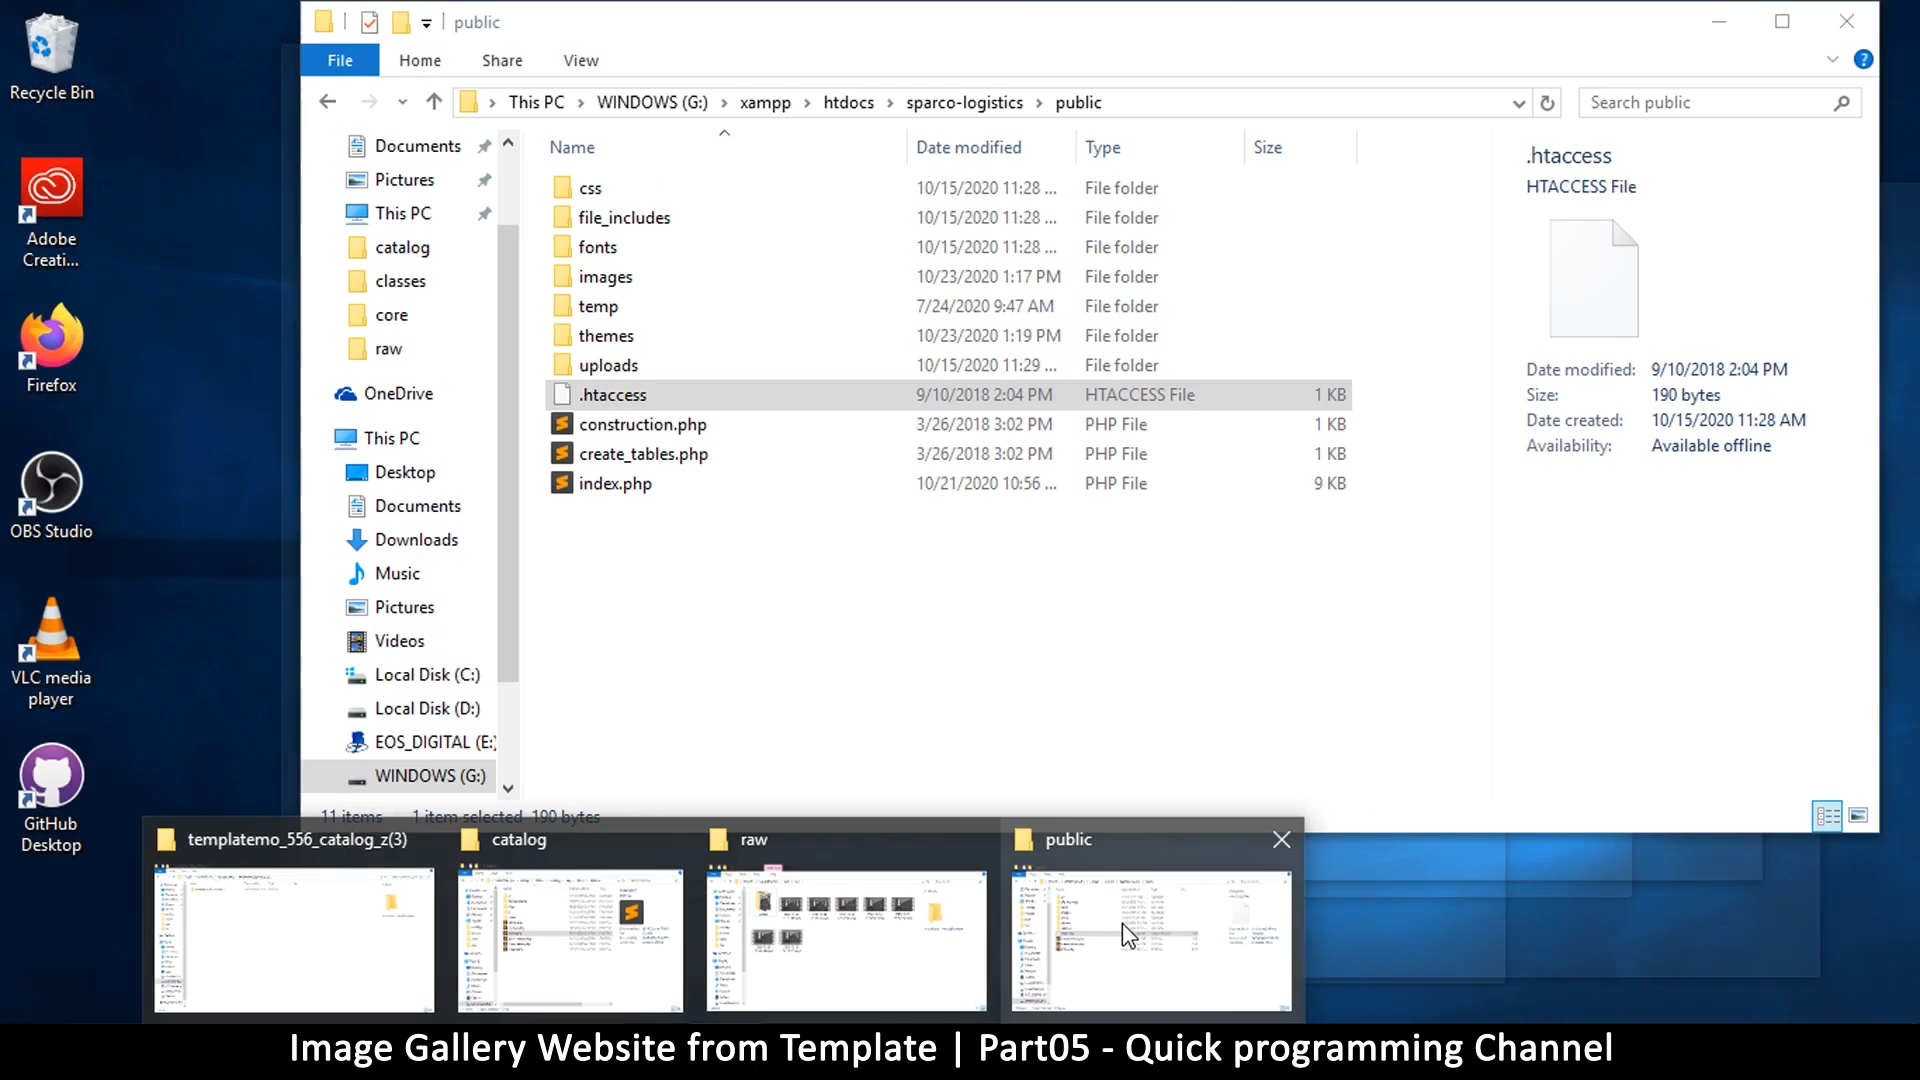 public
File
Home
Share
View
This PC
WINDOWS (G:)
xampp
htdocs
sparco-logistics
public
Search public
Recycle Bin
Adobe
Creati...
Firefox
OBS Studio
VLC media
player
GitHub
Desktop
Documents
Pictures
This PC
catalog
classes
core
raw
OneDrive
This PC
Desktop
Documents
Downloads
Music
Pictures
Videos
Local Disk (C:)
Local Disk (D:)
EOS_DIGITAL (E:)
WINDOWS (G:)
Name Date modified Type Size
css 10/15/2020 11:28 ... File folder
file_includes 10/15/2020 11:28 ... File folder
fonts 10/15/2020 11:28 ... File folder
images 10/23/2020 1:17 PM File folder
temp 7/24/2020 9:47 AM File folder
themes 10/23/2020 1:19 PM File folder
uploads 10/15/2020 11:29 ... File folder
.htaccess 9/10/2018 2:04 PM HTACCESS File 1 KB
construction.php 3/26/2018 3:02 PM PHP File 1 KB
create_tables.php 3/26/2018 3:02 PM PHP File 1 KB
index.php 10/21/2020 10:56 ... PHP File 9 KB
.htaccess
HTACCESS File
Date modified: 9/10/2018 2:04 PM
Size: 190 bytes
Date created: 10/15/2020 11:28 AM
Availability: Available offline
11 items 1 item selected 190 bytes
templatemo_556_catalog_z(3)
catalog
raw
public
Image Gallery Website from Template | Part05 - Quick programming Channel